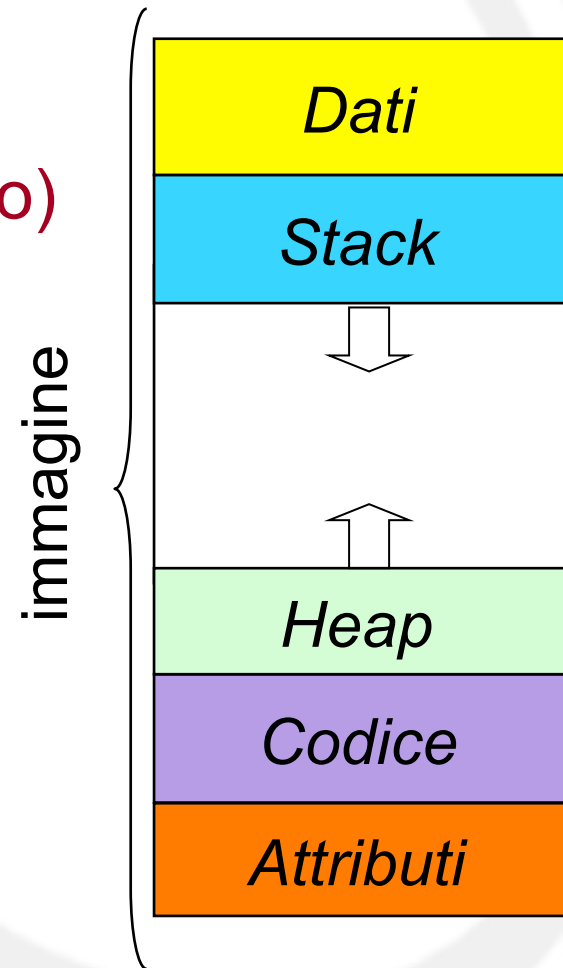 o)
immagine
Dati
Stack
Heap
Codice
Attributi